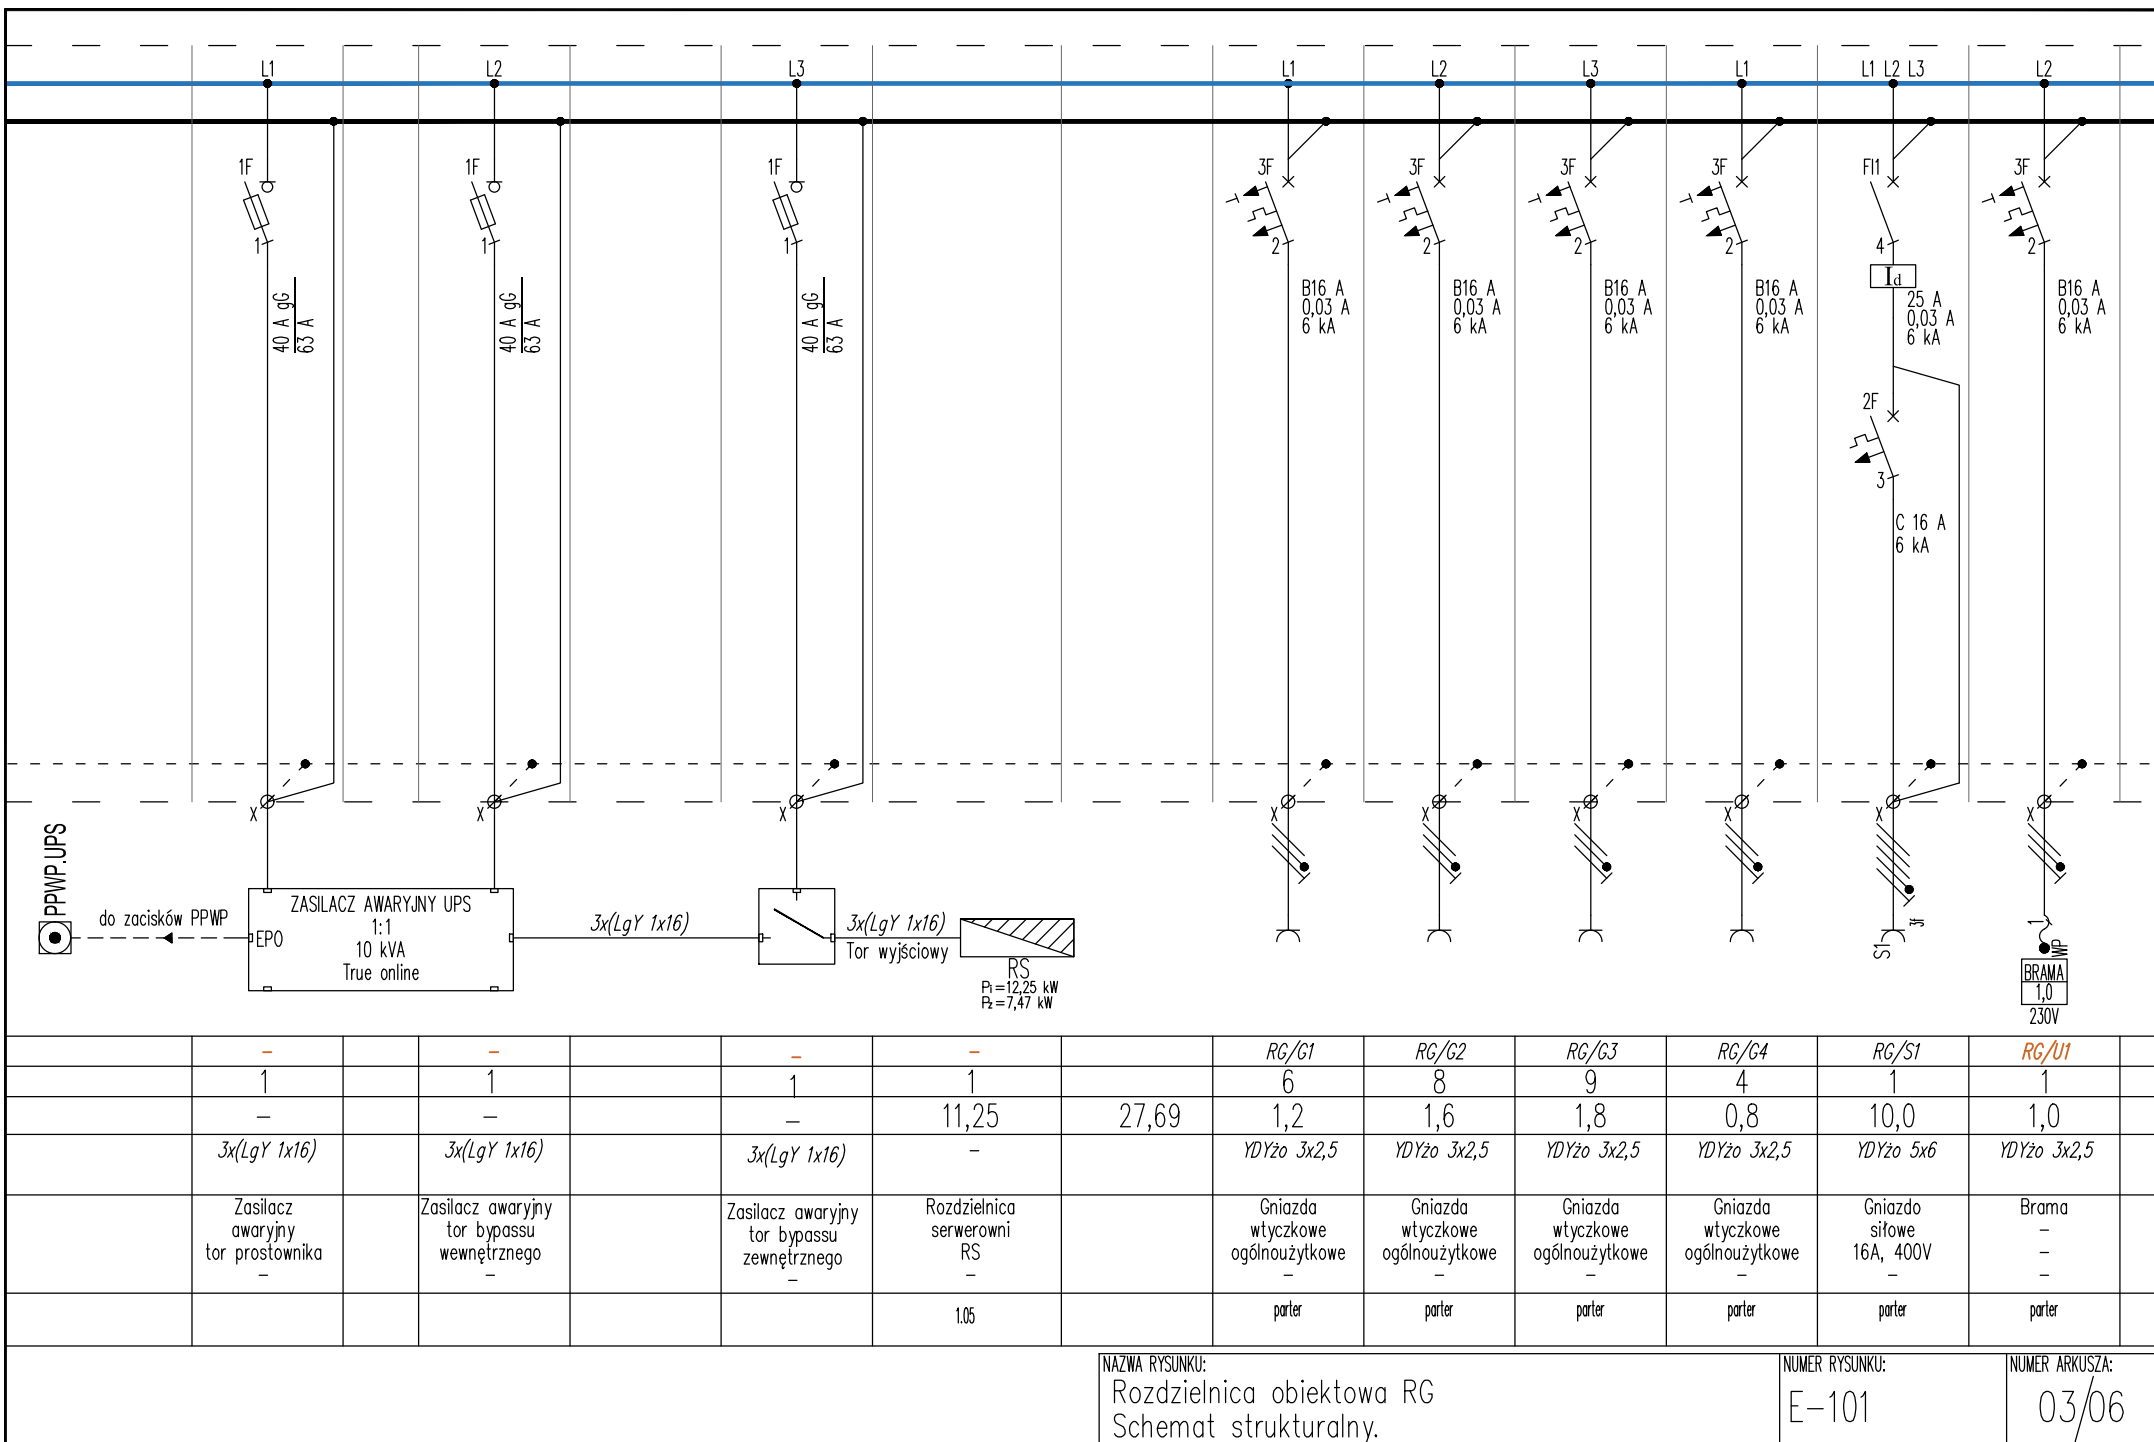 L1 L2 L3 L1 L2 L3 L1 L1 L2 L3 L2
1F 1F 1F 3F 3F 3F 3F FI1 3F
1 1 1 2 2 2 2 4 2
Id
40 A gG
63 A
40 A gG
63 A
40 A gG
63 A
B16 A
0,03 A
6 kA
B16 A
0,03 A
6 kA
B16 A
0,03 A
6 kA
B16 A
0,03 A
6 kA
25 A
0,03 A
6 kA
B16 A
0,03 A
6 kA
2F
3
C 16 A
6 kA
X X X X X X X X X
PPWP.UPS
do zacisków PPWP
EPO
ZASILACZ AWARYJNY UPS
1:1
10 kVA
True online
3x(LgY 1x16)
3x(LgY 1x16)
Tor wyjściowy
RS
Pi=12,25 kW
Pz=7,47 kW
S1
3f
1
WP
BRAMA
1,0
230V
– – – – RG/G1 RG/G2 RG/G3 RG/G4 RG/S1 RG/U1
1 1 1 1 6 8 9 4 1 1
– – – 11,25 27,69 1,2 1,6 1,8 0,8 10,0 1,0
3x(LgY 1x16) 3x(LgY 1x16) 3x(LgY 1x16) – YDYżo 3x2,5 YDYżo 3x2,5 YDYżo 3x2,5 YDYżo 3x2,5 YDYżo 5x6 YDYżo 3x2,5
Zasilacz
awaryjny
tor prostownika
–
Zasilacz awaryjny
tor bypassu
wewnętrznego
–
Zasilacz awaryjny
tor bypassu
zewnętrznego
–
Rozdzielnica
serwerowni
RS
–
Gniazda
wtyczkowe
ogólnoużytkowe
–
Gniazda
wtyczkowe
ogólnoużytkowe
–
Gniazda
wtyczkowe
ogólnoużytkowe
–
Gniazda
wtyczkowe
ogólnoużytkowe
–
Gniazdo
siłowe
16A, 400V
–
Brama
–
–
–
1.05 parter parter parter parter parter parter
NAZWA RYSUNKU:
Rozdzielnica obiektowa RG
Schemat strukturalny.
NUMER RYSUNKU:
E-101
NUMER ARKUSZA:
03/06